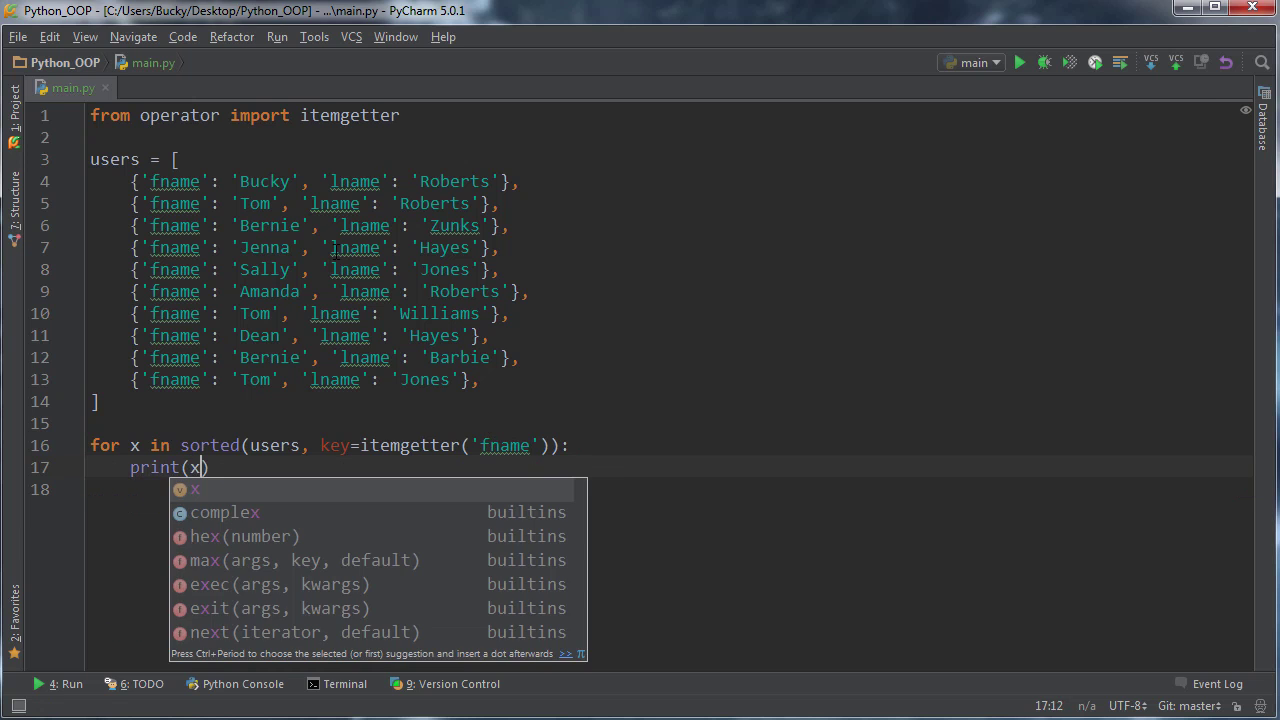 Python_OOP - [C:/Users/Bucky/Desktop/Python_OOP] - ...\main.py - PyCharm 5.0.1
File Edit View Navigate Code Refactor Run Tools VCS Window Help
Python_OOP main.py main VCS VCS
main.py
1: Project
7: Structure
2: Favorites
Database
1 from operator import itemgetter
2
3 users = [
4 {'fname': 'Bucky', 'lname': 'Roberts'},
5 {'fname': 'Tom', 'lname': 'Roberts'},
6 {'fname': 'Bernie', 'lname': 'Zunks'},
7 {'fname': 'Jenna', 'lname': 'Hayes'},
8 {'fname': 'Sally', 'lname': 'Jones'},
9 {'fname': 'Amanda', 'lname': 'Roberts'},
10 {'fname': 'Tom', 'lname': 'Williams'},
11 {'fname': 'Dean', 'lname': 'Hayes'},
12 {'fname': 'Bernie', 'lname': 'Barbie'},
13 {'fname': 'Tom', 'lname': 'Jones'},
14 ]
15
16 for x in sorted(users, key=itemgetter('fname')):
17 print(x)
18
v x
c complex builtins
f hex(number)
f max(args, key, default) builtins
f exec(args, kwargs) builtins
f exit(args, kwargs) builtins
f next(iterator, default) builtins
Press Ctrl+Period to choose the selected (or first) suggestion and insert a dot afterwards >> π
4: Run 6: TODO Python Console Terminal 9: Version Control Event Log
17:12 n/a UTF-8 Git: master